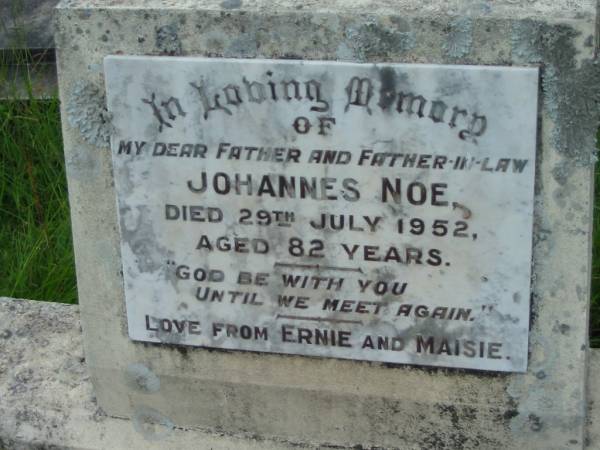 In Loving Memory
OF
MY DEAR FATHER AND FATHER-IN-LAW
JOHANNES NOE,
DIED 29TH JULY 1952,
AGED 82 YEARS.
"GOD BE WITH YOU
UNTIL WE MEET AGAIN."
LOVE FROM ERNIE AND MAISIE.